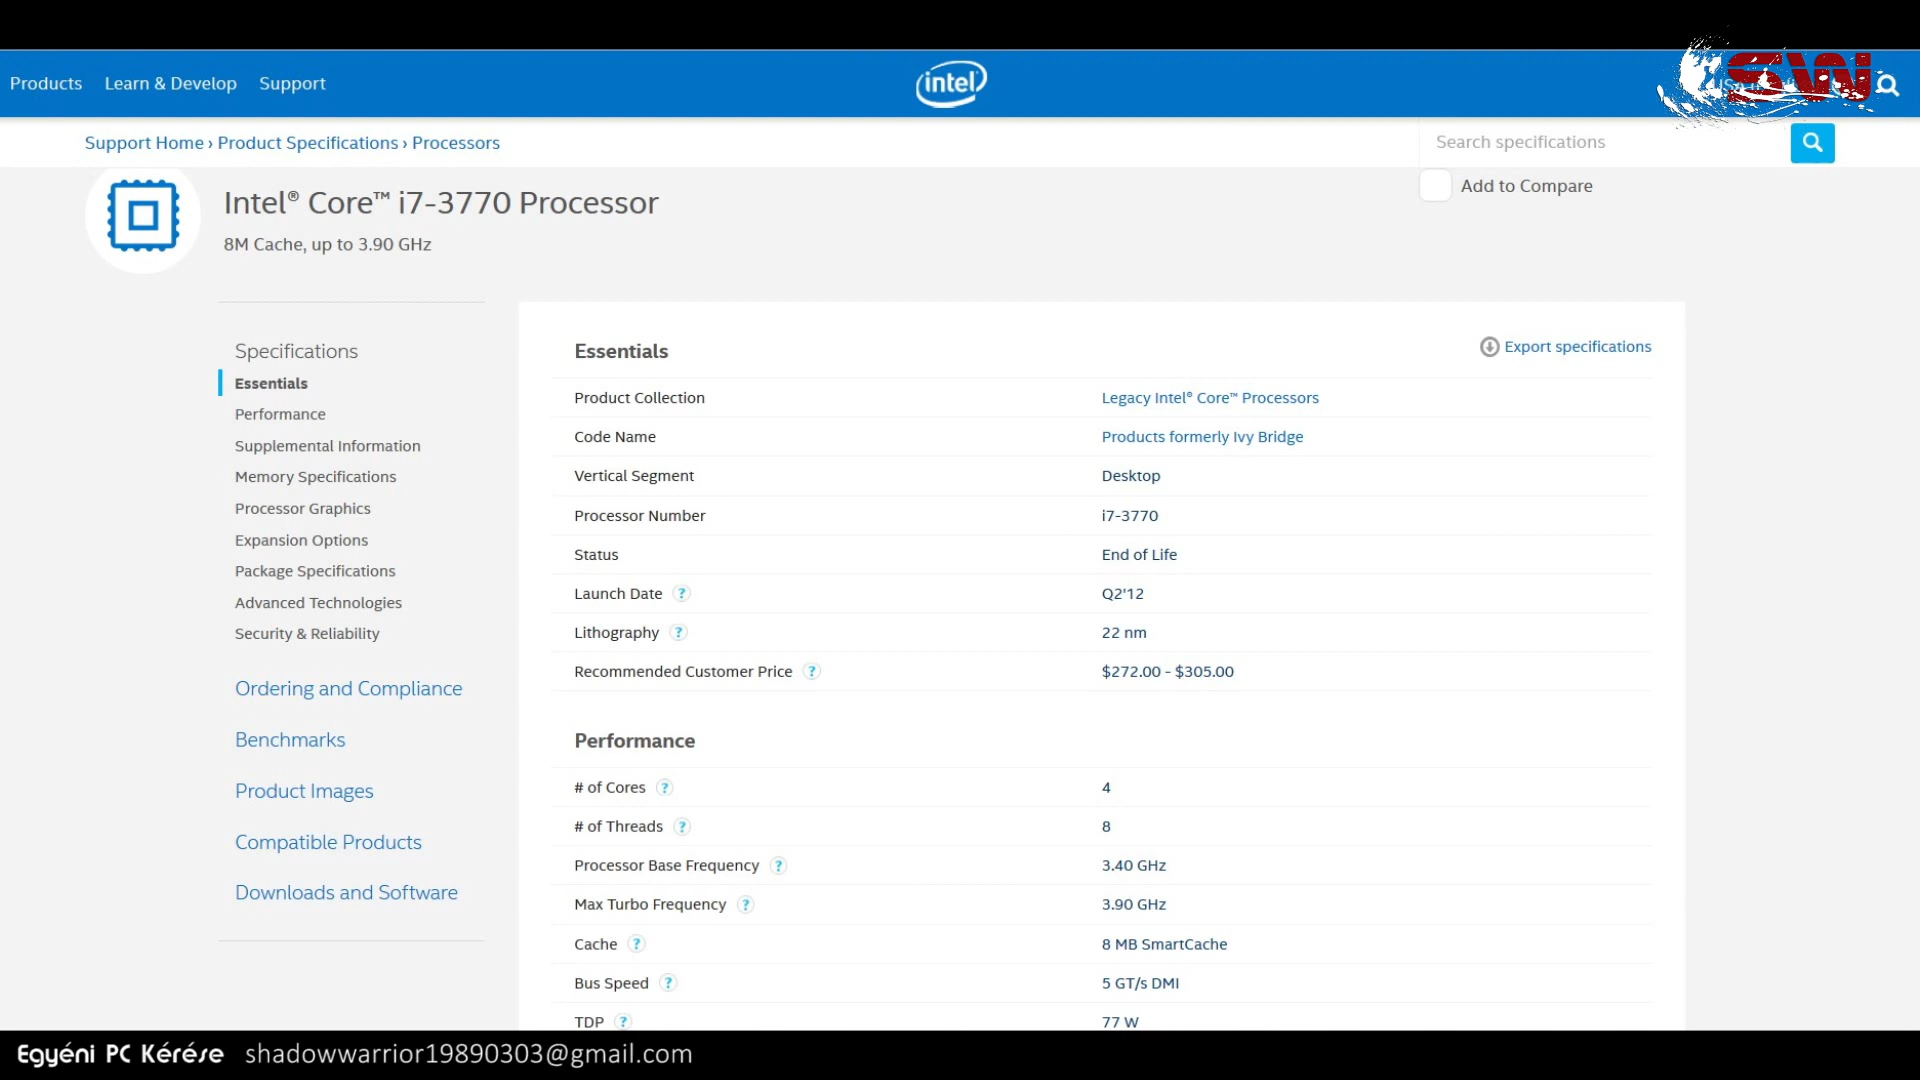 Products Learn & Develop Support
intel
SW
Support Home › Product Specifications › Processors
Search specifications
Add to Compare
Intel® Core™ i7-3770 Processor
8M Cache, up to 3.90 GHz
Specifications
Essentials
Performance
Supplemental Information
Memory Specifications
Processor Graphics
Expansion Options
Package Specifications
Advanced Technologies
Security & Reliability
Ordering and Compliance
Benchmarks
Product Images
Compatible Products
Downloads and Software
Essentials
Export specifications
Product Collection Legacy Intel® Core™ Processors
Code Name Products formerly Ivy Bridge
Vertical Segment Desktop
Processor Number i7-3770
Status End of Life
Launch Date ? Q2'12
Lithography ? 22 nm
Recommended Customer Price ? $272.00 - $305.00
Performance
# of Cores ? 4
# of Threads ? 8
Processor Base Frequency ? 3.40 GHz
Max Turbo Frequency ? 3.90 GHz
Cache ? 8 MB SmartCache
Bus Speed ? 5 GT/s DMI
TDP ? 77 W
Egyéni PC Kérése shadowwarrior19890303@gmail.com